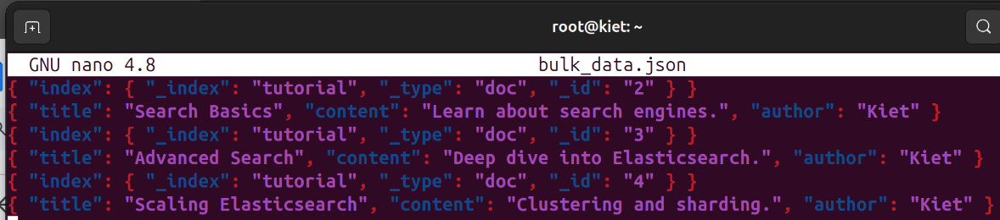 root@kiet: ~
GNU nano 4.8 bulk_data.json
{ "index": { "_index": "tutorial", "_type": "doc", "_id": "2" } }
{ "title": "Search Basics", "content": "Learn about search engines.", "author": "Kiet" }
{ "index": { "_index": "tutorial", "_type": "doc", "_id": "3" } }
{ "title": "Advanced Search", "content": "Deep dive into Elasticsearch.", "author": "Kiet" }
{ "index": { "_index": "tutorial", "_type": "doc", "_id": "4" } }
{ "title": "Scaling Elasticsearch", "content": "Clustering and sharding.", "author": "Kiet" }